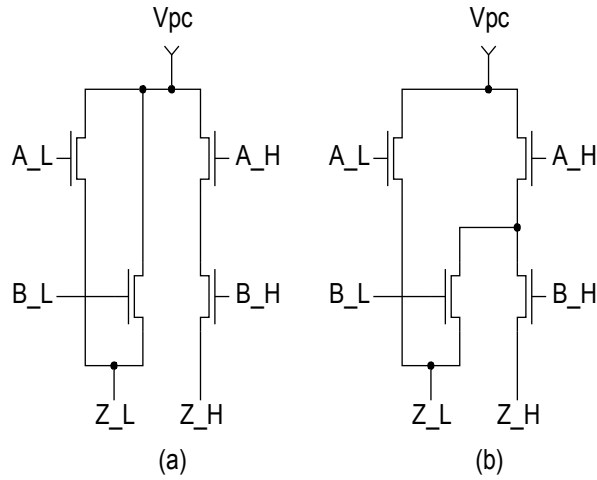 Vpc Vpc
A_L A_H A_L A_H
B_L B_H B_L B_H
Z_L Z_H Z_L Z_H
(a) (b)